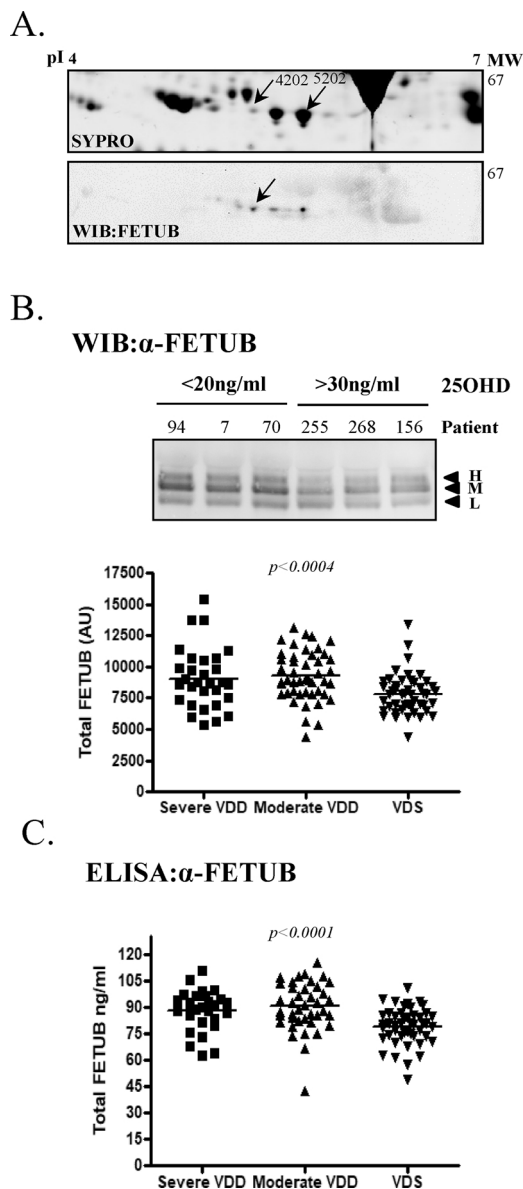 A.
pI 4 7 MW
4202 5202 67
SYPRO
67
WIB:FETUB
B.
WIB:α-FETUB
<20ng/ml >30ng/ml 25OHD
94 7 70 255 268 156 Patient
H
M
L
p<0.0004
Total FETUB (AU)
17500
15000
12500
10000
7500
5000
2500
0
Severe VDD Moderate VDD VDS
C.
ELISA:α-FETUB
p<0.0001
Total FETUB ng/ml
120
105
90
75
60
45
30
15
0
Severe VDD Moderate VDD VDS